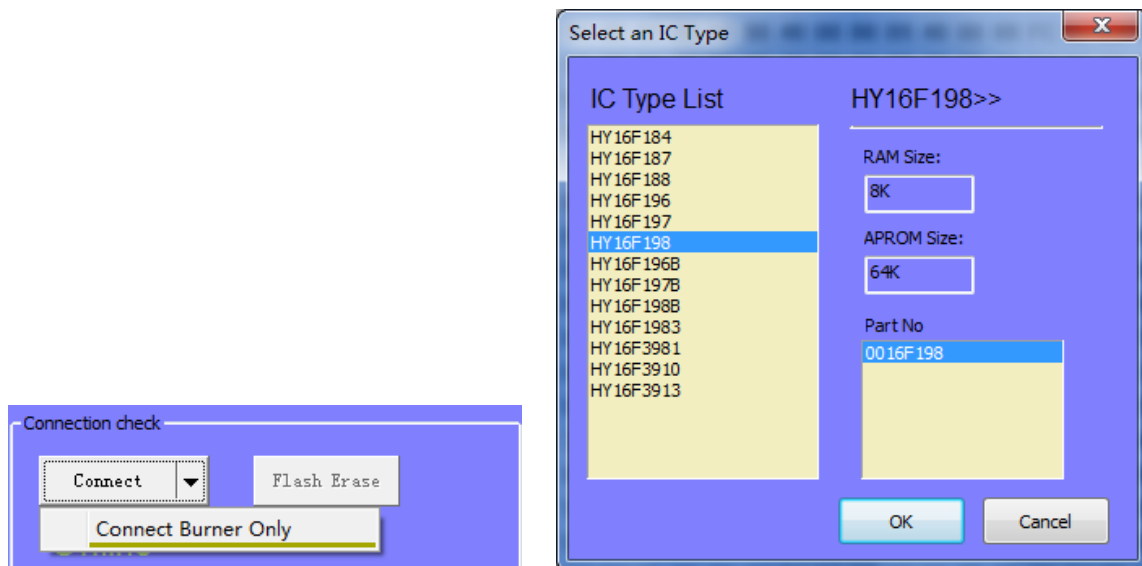 Connection check
Connect
Flash Erase
Connect Burner Only
Select an IC Type
IC Type List
HY16F184
HY16F187
HY16F188
HY16F196
HY16F197
HY16F198
HY16F196B
HY16F197B
HY16F198B
HY16F1983
HY16F3981
HY16F3910
HY16F3913
HY16F198>>
RAM Size:
8K
APROM Size:
64K
Part No
0016F198
OK
Cancel